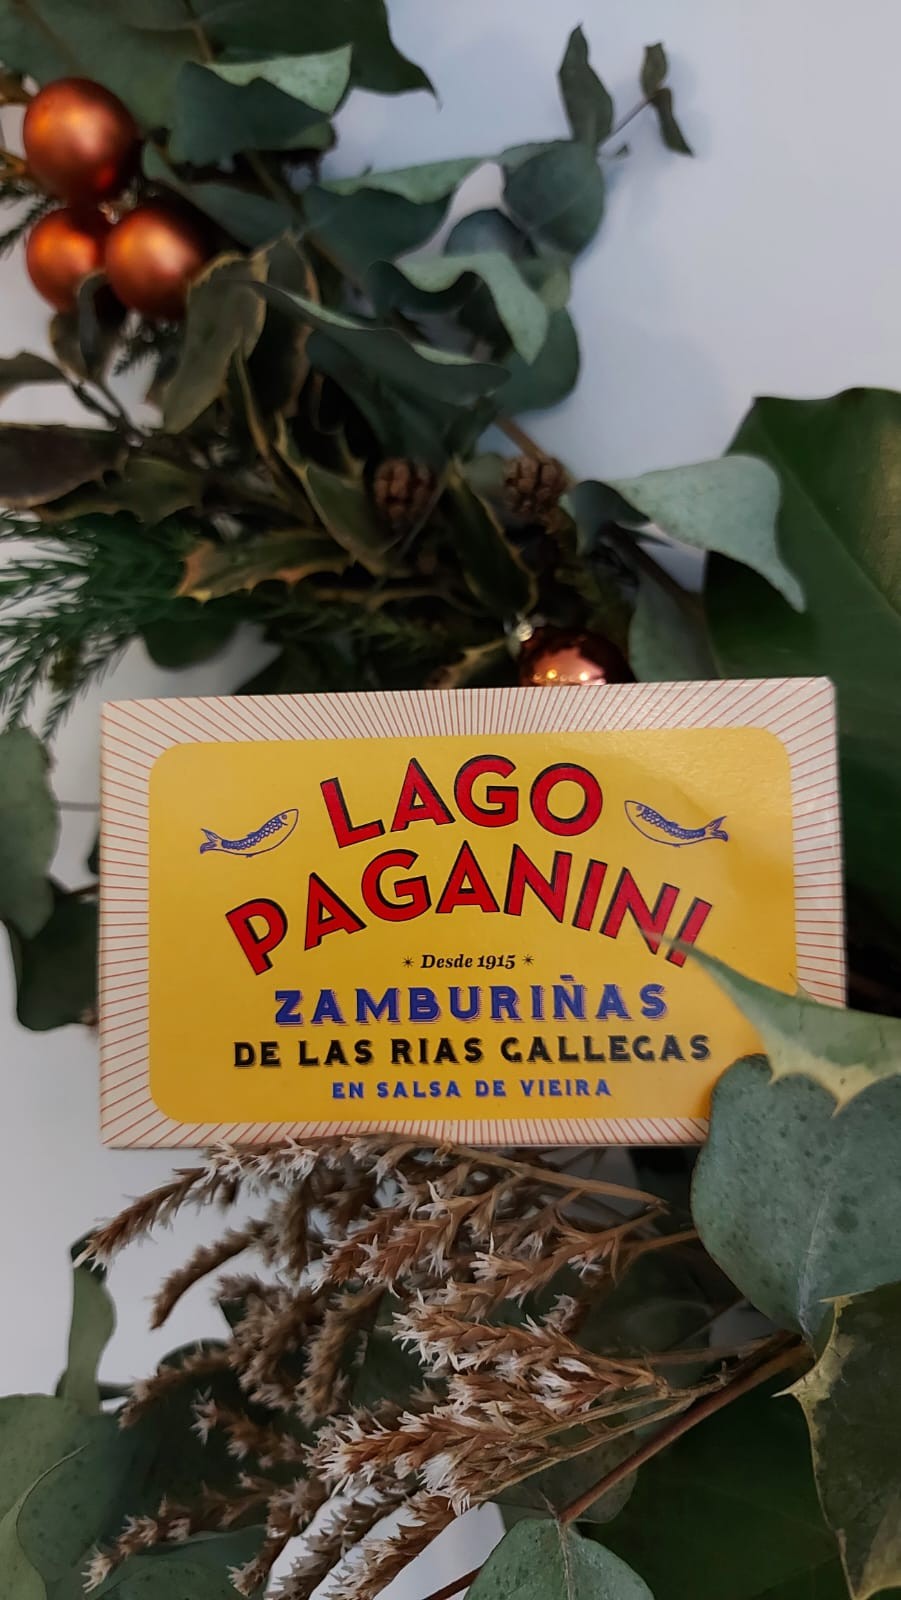 LAGO
PAGANINI
✴ Desde 1915 ✴
ZAMBURIÑAS
DE LAS RIAS GALLEGAS
EN SALSA DE VIEIRA